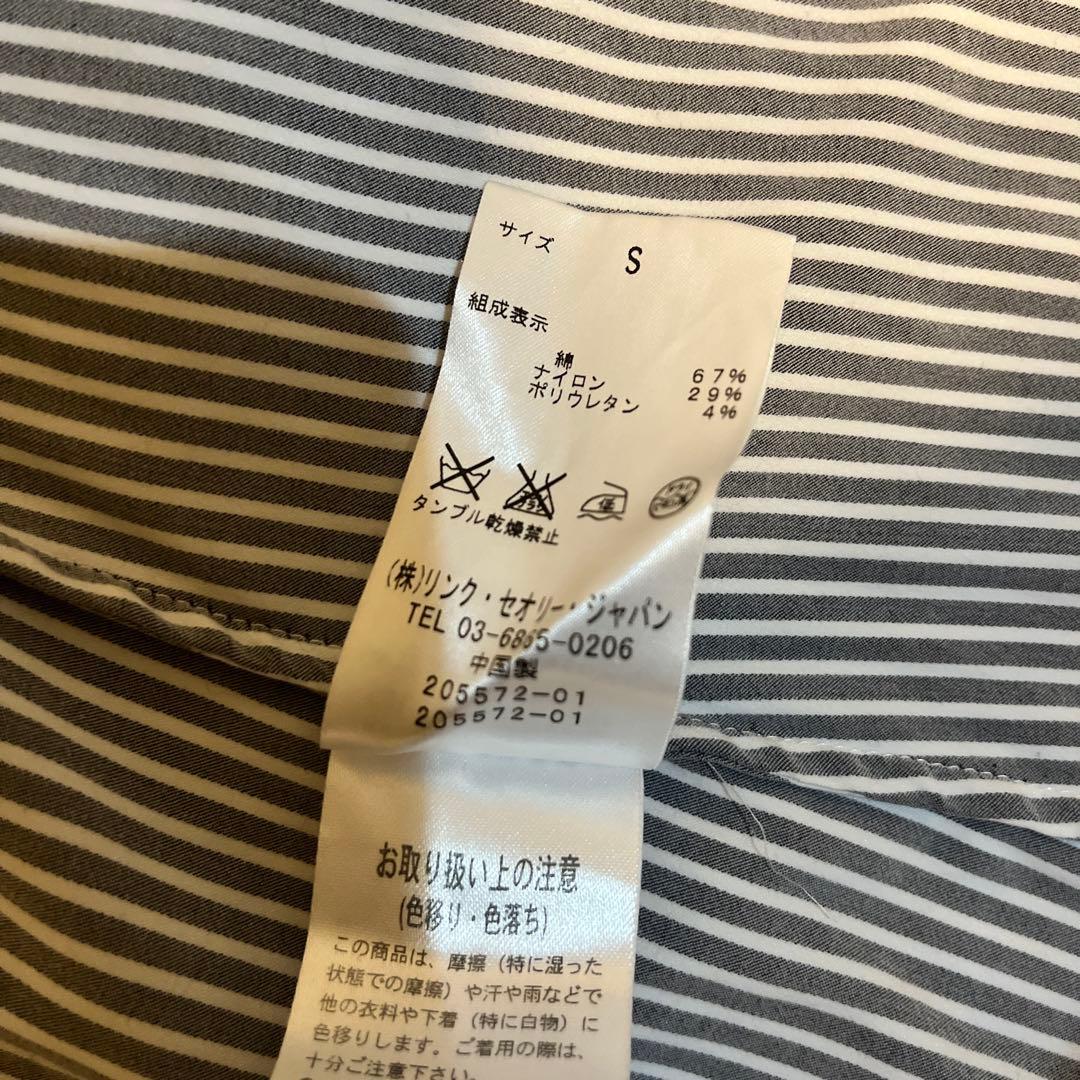 サイズ S
組成表示
綿 67%
ナイロン 29%
ポリウレタン 4%
低
タンブル乾燥禁止
(株)リンク・セオリー・ジャパン
TEL 03-6865-0206
中国製
205572-01
205572-01
お取り扱い上の注意
(色移り・色落ち)
この商品は、摩擦（特に湿った
状態での摩擦）や汗や雨などで
他の衣料や下着（特に白物）に
色移りします。ご着用の際は、
十分ご注意下さい。